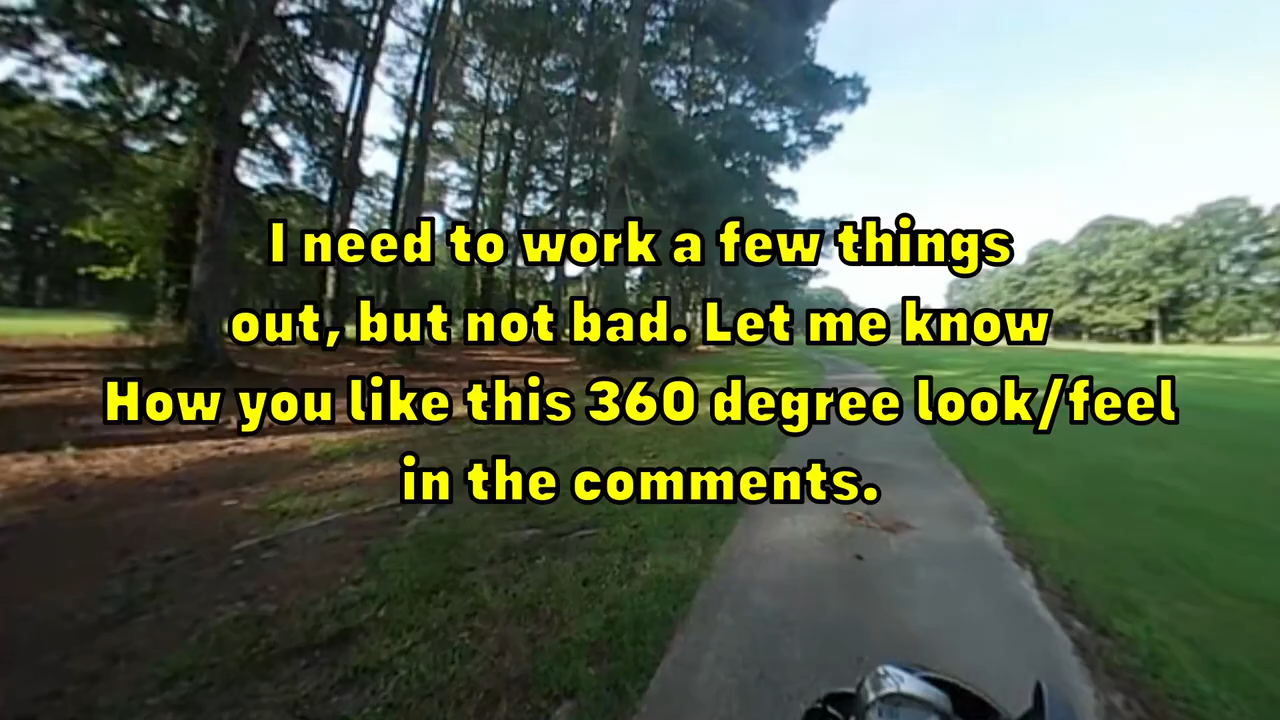 I need to work a few things
out, but not bad. Let me know
How you like this 360 degree look/feel
in the comments.